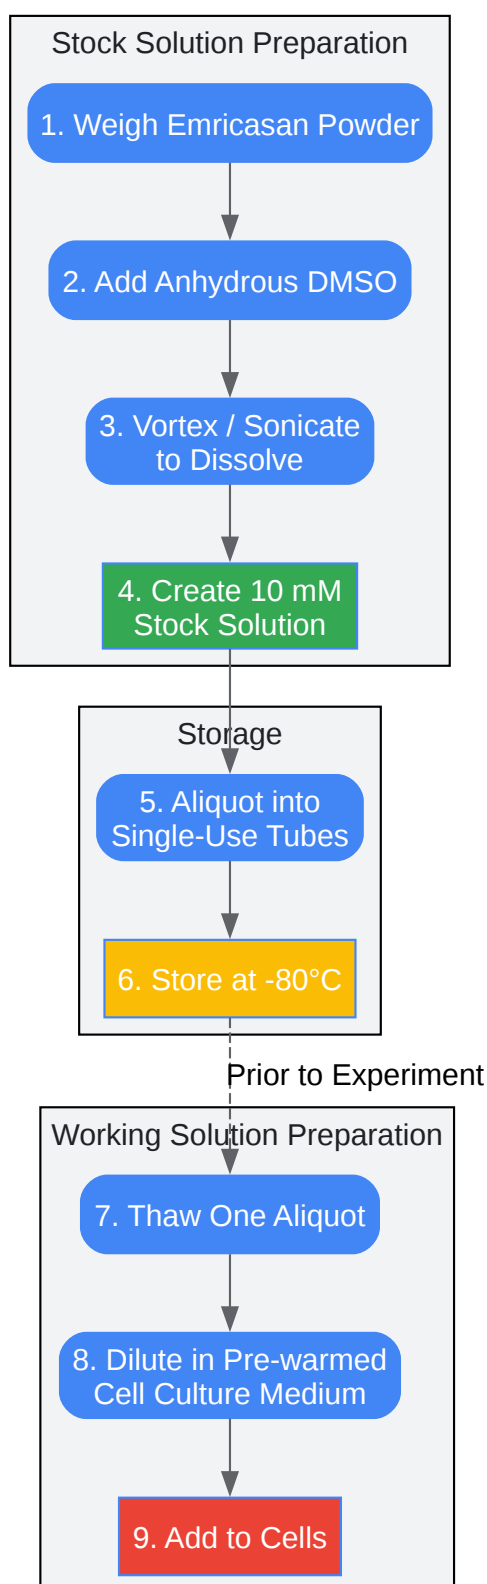 Stock Solution Preparation
1. Weigh Emricasan Powder
2. Add Anhydrous DMSO
3. Vortex / Sonicate
to Dissolve
4. Create 10 mM
Stock Solution
Storage
5. Aliquot into
Single-Use Tubes
6. Store at -80°C
Prior to Experiment
Working Solution Preparation
7. Thaw One Aliquot
8. Dilute in Pre-warmed
Cell Culture Medium
9. Add to Cells